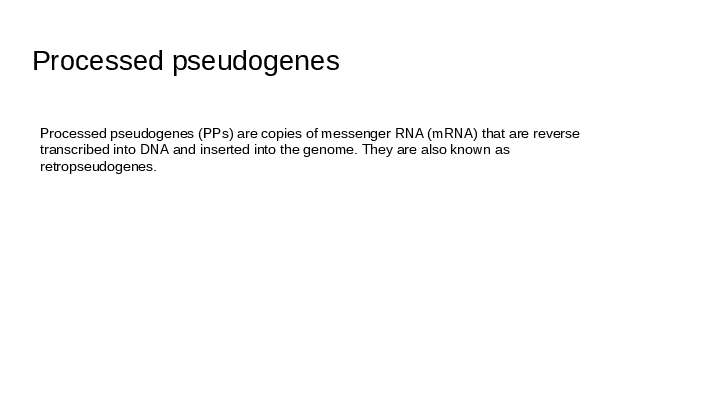 Processed pseudogenes
Processed pseudogenes (PPs) are copies of messenger RNA (mRNA) that are reverse
transcribed into DNA and inserted into the genome. They are also known as
retropseudogenes.